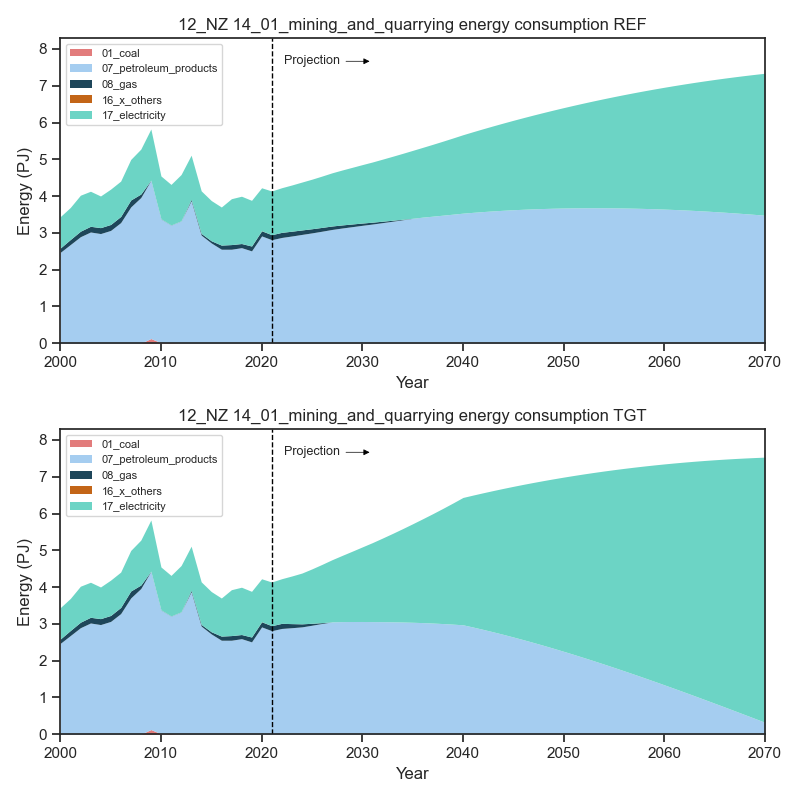 12_NZ 14_01_mining_and_quarrying energy consumption REF
8
7
6
5
4
3
2
1
0
Energy (PJ)
01_coal
07_petroleum_products
08_gas
16_x_others
17_electricity
Projection
2000 2010 2020 2030 2040 2050 2060 2070
Year
12_NZ 14_01_mining_and_quarrying energy consumption TGT
8
7
6
5
4
3
2
1
0
Energy (PJ)
01_coal
07_petroleum_products
08_gas
16_x_others
17_electricity
Projection
2000 2010 2020 2030 2040 2050 2060 2070
Year